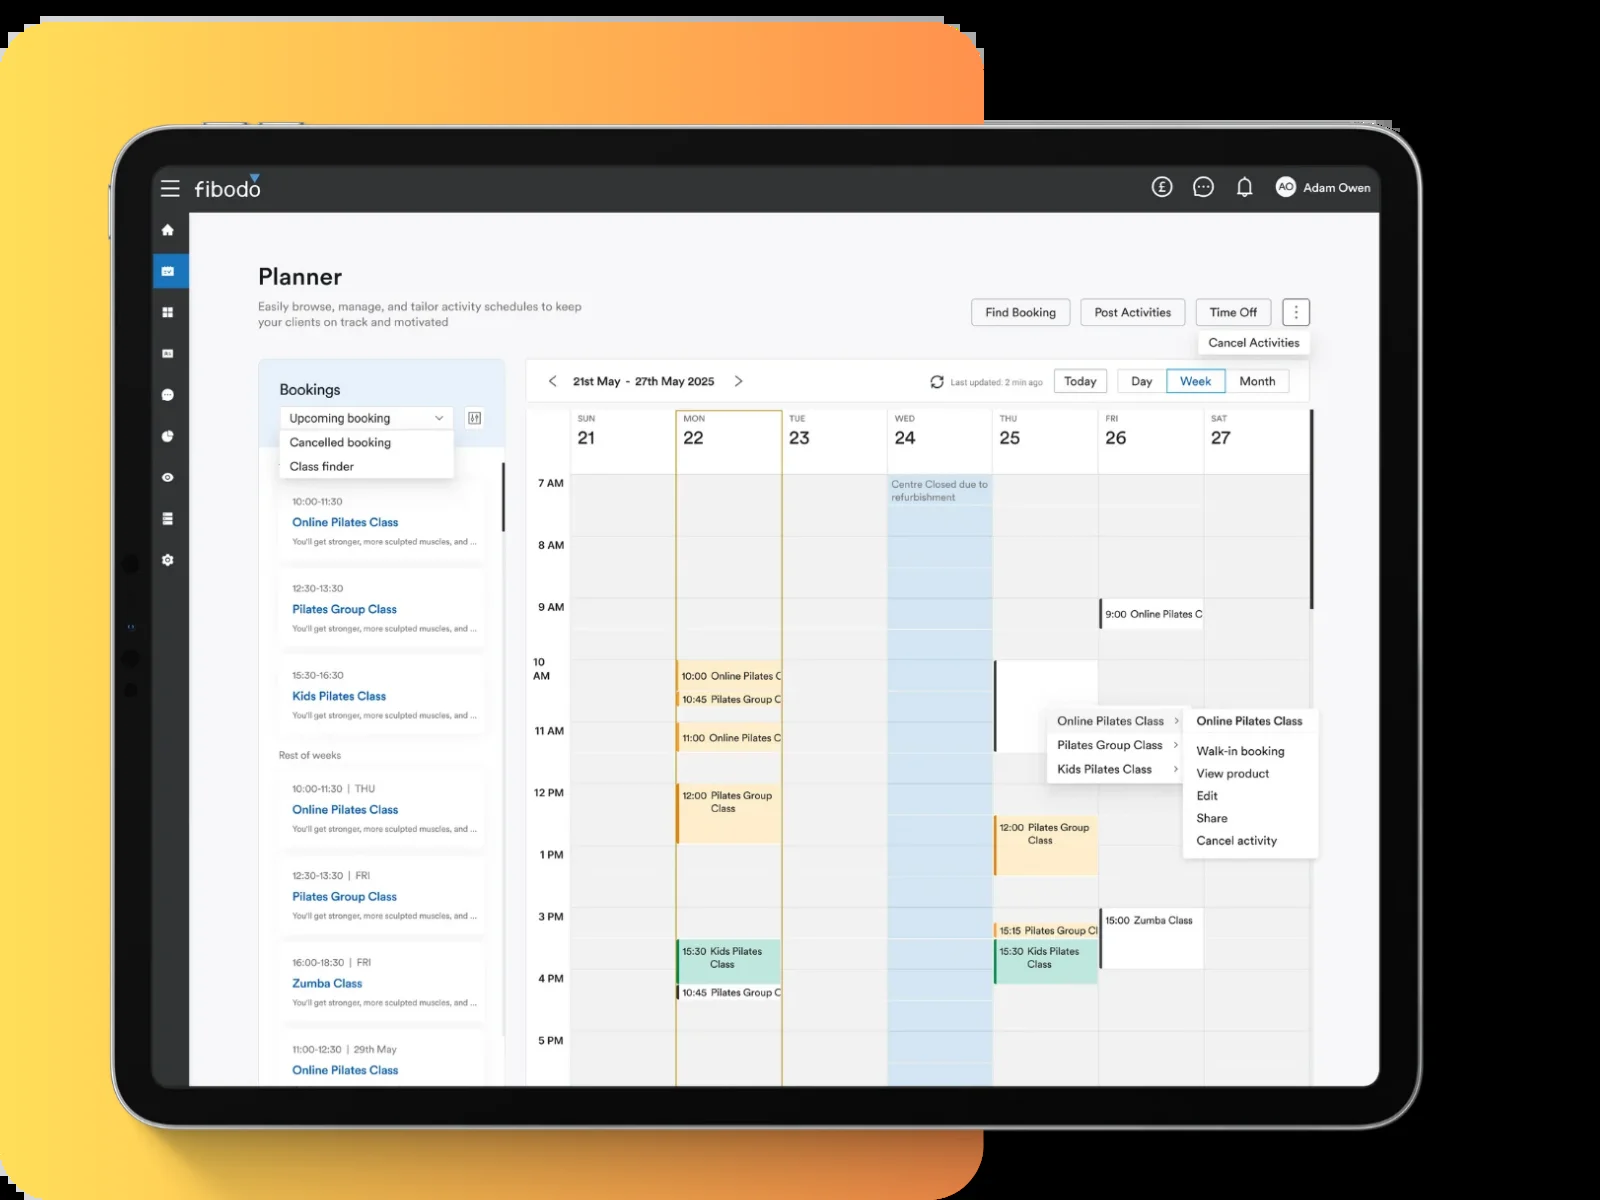 fibodo
£
AO Adam Owen
Planner
Easily browse, manage, and tailor activity schedules to keep
your clients on track and motivated
Find Booking
Post Activities
Time Off
Cancel Activities
Bookings
Upcoming booking
Cancelled booking
Class finder
10:00-11:30
Online Pilates Class
You'll get stronger, more sculpted muscles, and ...
12:30-13:30
Pilates Group Class
You'll get stronger, more sculpted muscles, and ...
15:30-16:30
Kids Pilates Class
You'll get stronger, more sculpted muscles, and ...
Rest of weeks
10:00-11:30 | THU
Online Pilates Class
You'll get stronger, more sculpted muscles, and ...
12:30-13:30 | FRI
Pilates Group Class
You'll get stronger, more sculpted muscles, and ...
16:00-18:30 | FRI
Zumba Class
You'll get stronger, more sculpted muscles, and ...
11:00-12:30 | 29th May
Online Pilates Class
21st May - 27th May 2025
Last updated: 2 min ago
Today
Day
Week
Month
SUN
21
MON
22
TUE
23
WED
24
THU
25
FRI
26
SAT
27
7 AM
8 AM
9 AM
10
AM
11 AM
12 PM
1 PM
3 PM
4 PM
5 PM
10:00 Online Pilates C
10:45 Pilates Group C
11:00 Online Pilates C
12:00 Pilates Group
Class
15:30 Kids Pilates
Class
10:45 Pilates Group C
Centre Closed due to
refurbishment
12:00 Pilates Group
Class
15:15 Pilates Group Cl
15:30 Kids Pilates
Class
9:00 Online Pilates C
15:00 Zumba Class
Online Pilates Class
Pilates Group Class
Kids Pilates Class
Online Pilates Class
Walk-in booking
View product
Edit
Share
Cancel activity